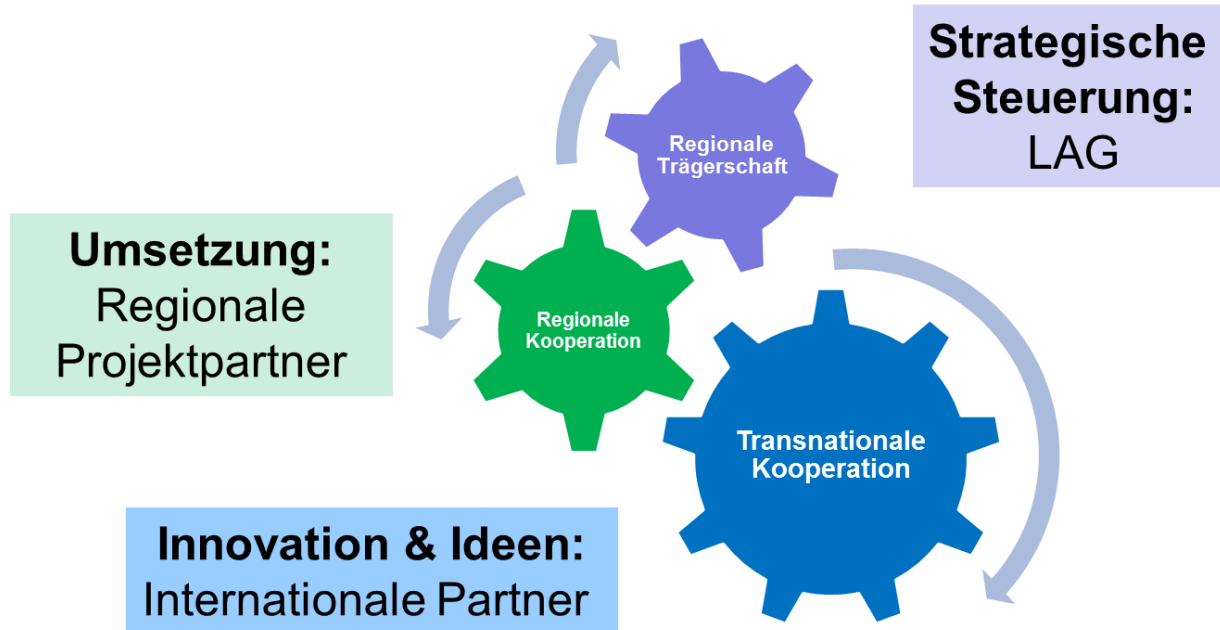 Strategische
Steuerung:
LAG
Regionale
Trägerschaft
Umsetzung:
Regionale
Projektpartner
Regionale
Kooperation
Transnationale
Kooperation
Innovation & Ideen:
Internationale Partner